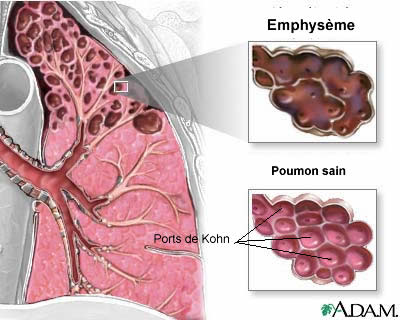 Emphysème
Poumon sain
Ports de Kohn
A.D.A.M.